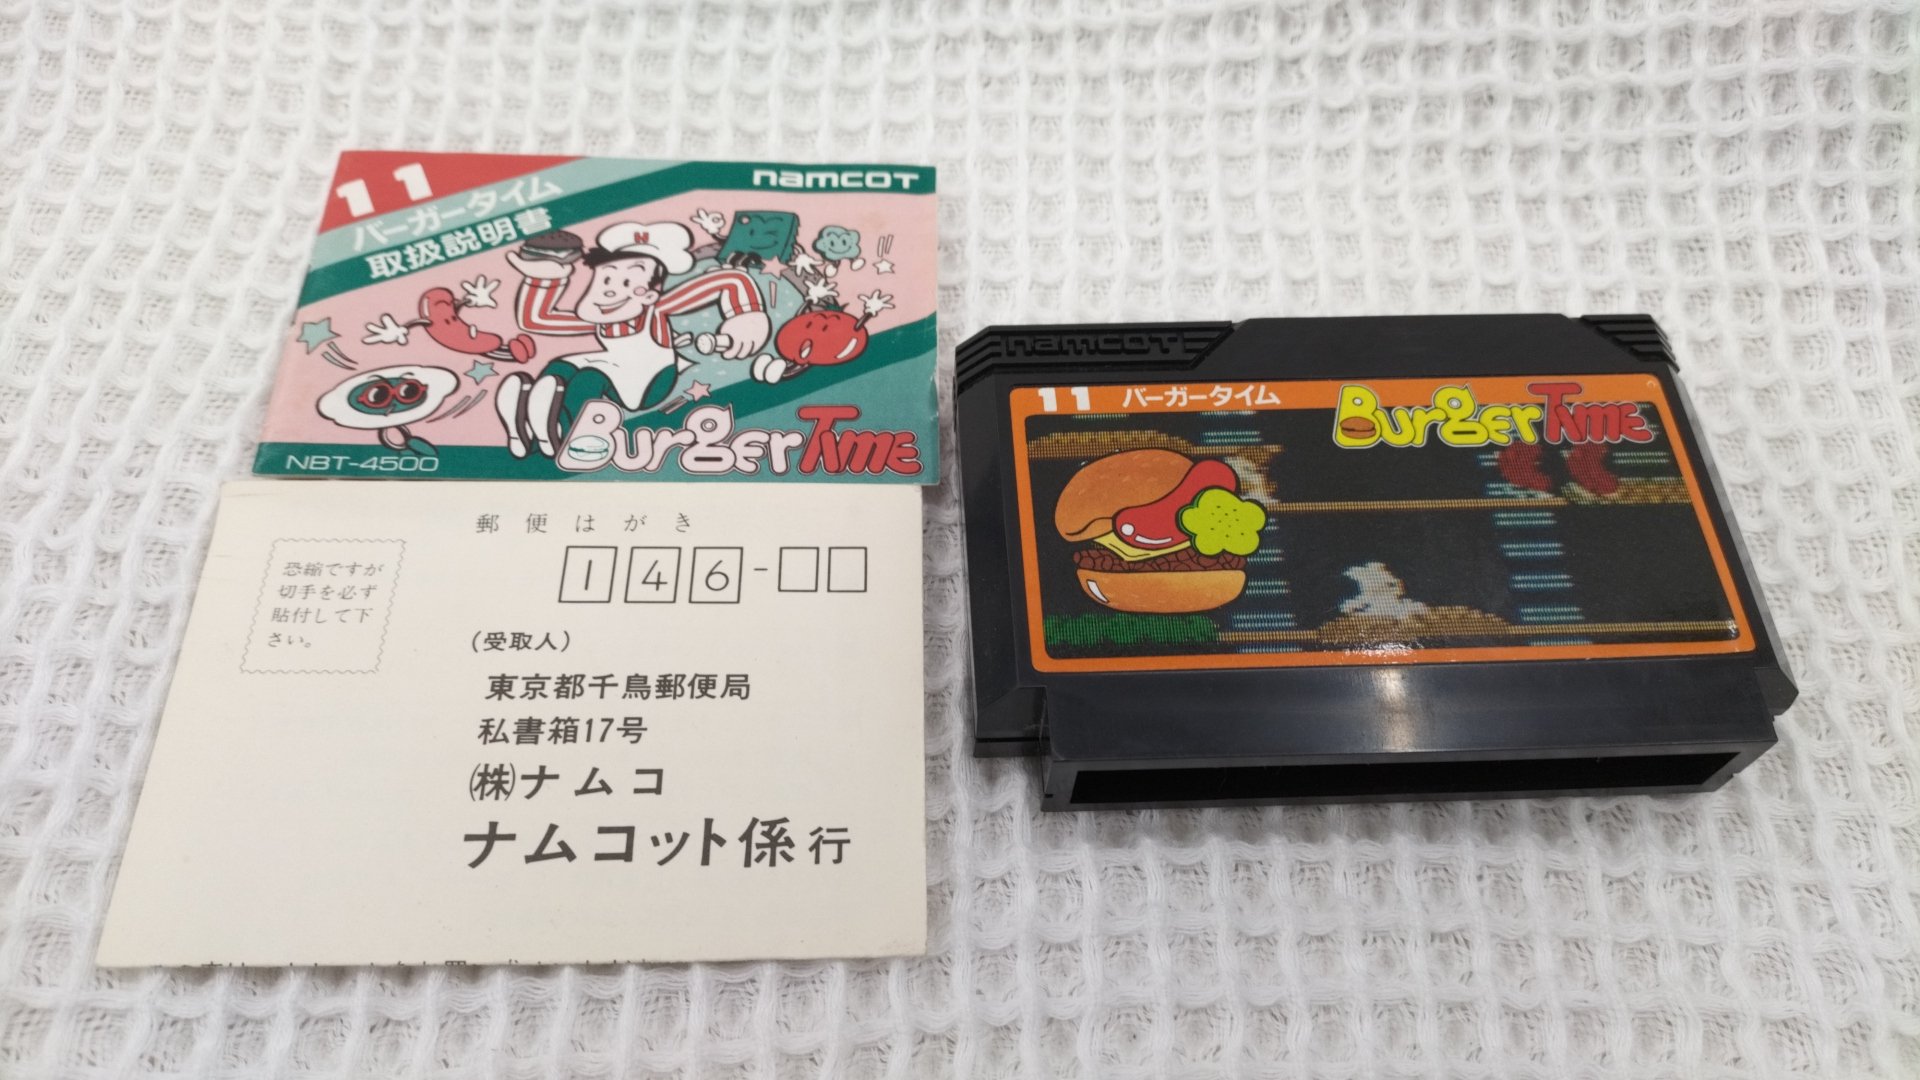 11
バーガータイム
取扱説明書
namcot
H
BurgerTime
NBT-4500
郵便はがき
恐縮ですが
切手を必ず
貼付して下
さい。
146-
(受取人)
東京都千鳥郵便局
私書箱17号
(株)ナムコ
ナムコット係行
namcot
11 バーガータイム
BurgerTime